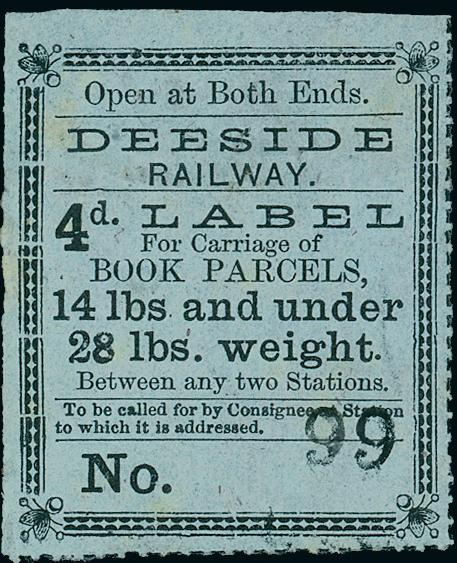 Open at Both Ends.
DEESIDE
RAILWAY.
4d. LABEL
For Carriage of
BOOK PARCELS,
14 lbs and under
28 lbs. weight.
Between any two Stations.
To be called for by Consignee at Station
to which it is addressed.
99
No.